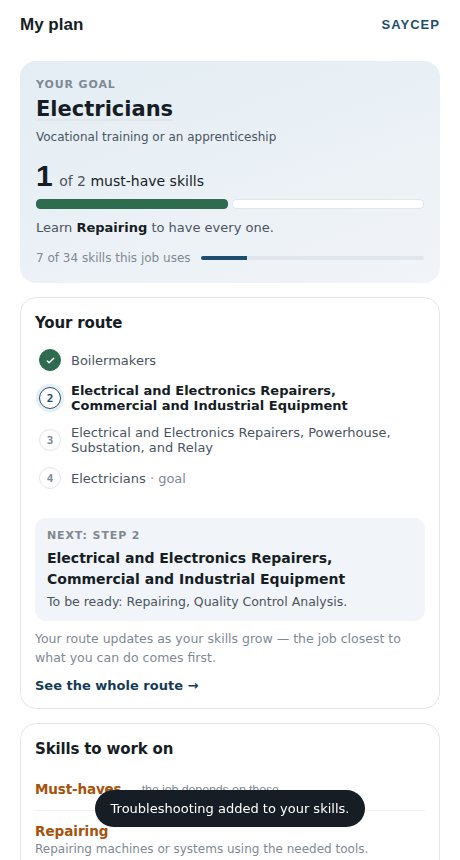 My plan
SAYCEP
YOUR GOAL
Electricians
Vocational training or an apprenticeship
1 of 2 must-have skills
Learn Repairing to have every one.
7 of 34 skills this job uses
Your route
Boilermakers
2
Electrical and Electronics Repairers,
Commercial and Industrial Equipment
3
Electrical and Electronics Repairers, Powerhouse,
Substation, and Relay
4
Electricians · goal
NEXT: STEP 2
Electrical and Electronics Repairers,
Commercial and Industrial Equipment
To be ready: Repairing, Quality Control Analysis.
Your route updates as your skills grow — the job closest to
what you can do comes first.
See the whole route →
Skills to work on
Must-haves
Troubleshooting added to your skills.
Repairing
Repairing machines or systems using the needed tools.